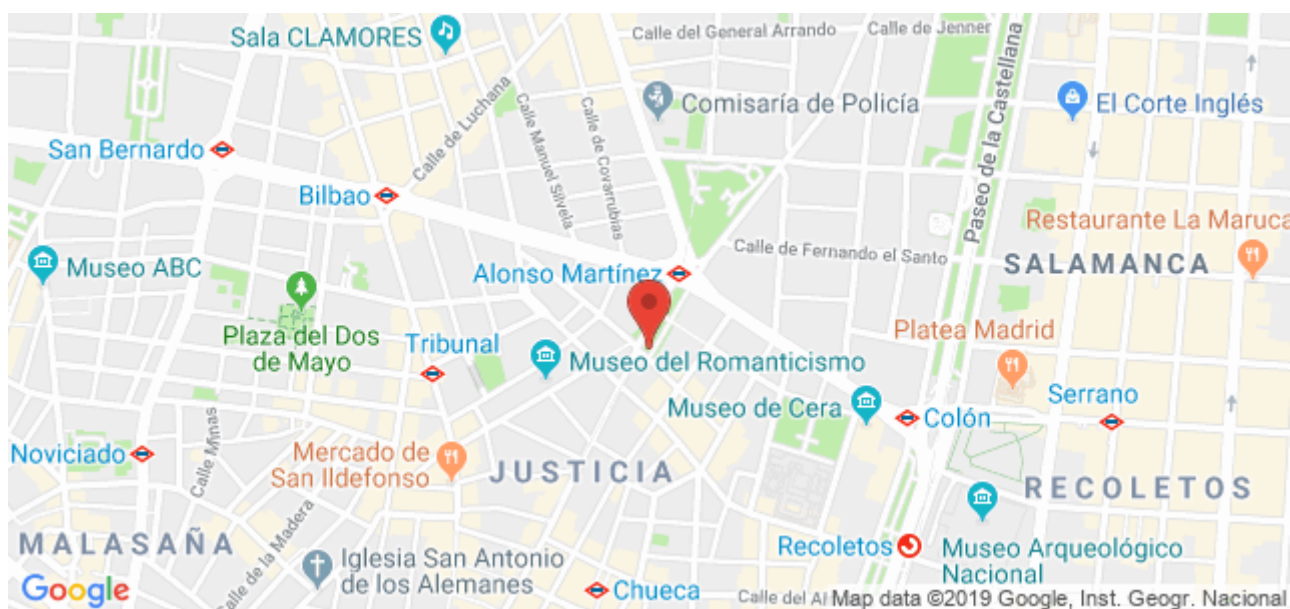 Calle del General Arrando
Calle de Jenner
Sala CLAMORES
Paseo de la Castellana
Comisaría de Policía
El Corte Inglés
Calle de Luchana
Calle Manuel Silvela
Calle de Covarrubias
San Bernardo
Bilbao
Restaurante La Maruca
Calle de Fernando el Santo
Museo ABC
Alonso Martínez
SALAMANCA
Plaza del Dos
de Mayo
Tribunal
Platea Madrid
Museo del Romanticismo
Serrano
Museo de Cera
Colón
Calle Minas
Noviciado
Mercado de
San Ildefonso
JUSTICIA
RECOLETOS
Calle de la Madera
MALASAÑA
Iglesia San Antonio
de los Alemanes
Recoletos
Museo Arqueológico
Nacional
Google
Chueca
Calle del Al
Map data ©2019 Google, Inst. Geogr. Nacional